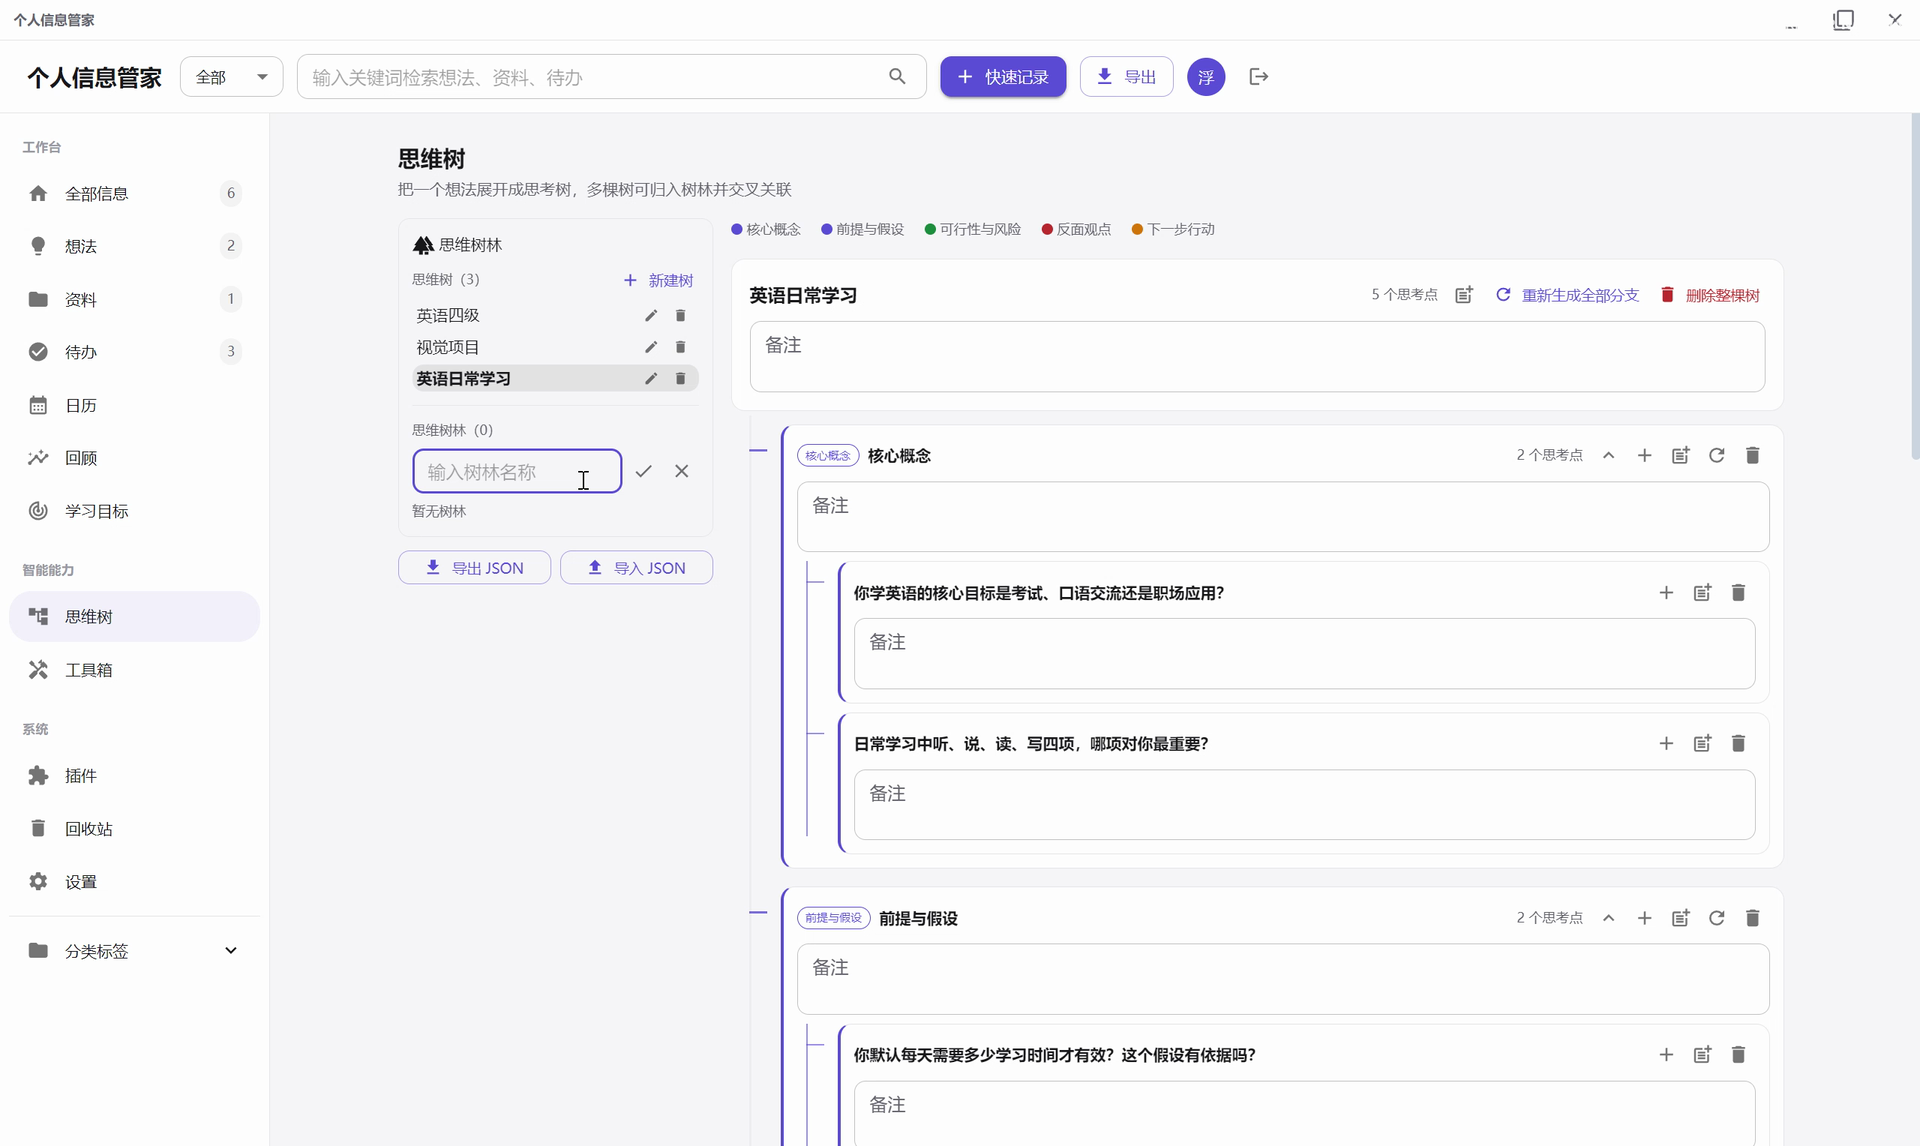 个人信息管家
个人信息管家
全部
输入关键词检索想法、资料、待办
快速记录
导出
浮
工作台
全部信息
6
想法
2
资料
1
待办
3
日历
回顾
学习目标
智能能力
思维树
工具箱
系统
插件
回收站
设置
分类标签
思维树
把一个想法展开成思考树，多棵树可归入树林并交叉关联
思维树林
思维树（3）
新建树
英语四级
视觉项目
英语日常学习
思维树林（0）
输入树林名称
暂无树林
导出 JSON
导入 JSON
核心概念
前提与假设
可行性与风险
反面观点
下一步行动
英语日常学习
5 个思考点
重新生成全部分支
删除整棵树
备注
核心概念
核心概念
2 个思考点
备注
你学英语的核心目标是考试、口语交流还是职场应用？
备注
日常学习中听、说、读、写四项，哪项对你最重要？
备注
前提与假设
前提与假设
2 个思考点
备注
你默认每天需要多少学习时间才有效？这个假设有依据吗？
备注